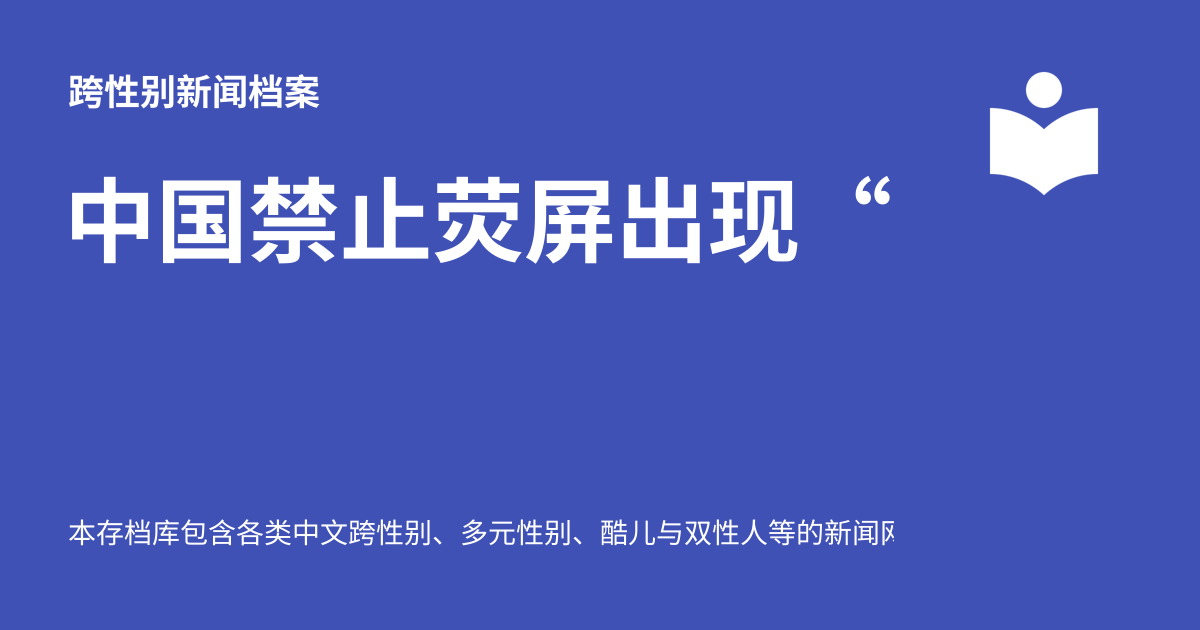 跨性别新闻档案
中国禁止荧屏出现 “
本存档库包含各类中文跨性别、多元性别、酷儿与双性人等的新闻网